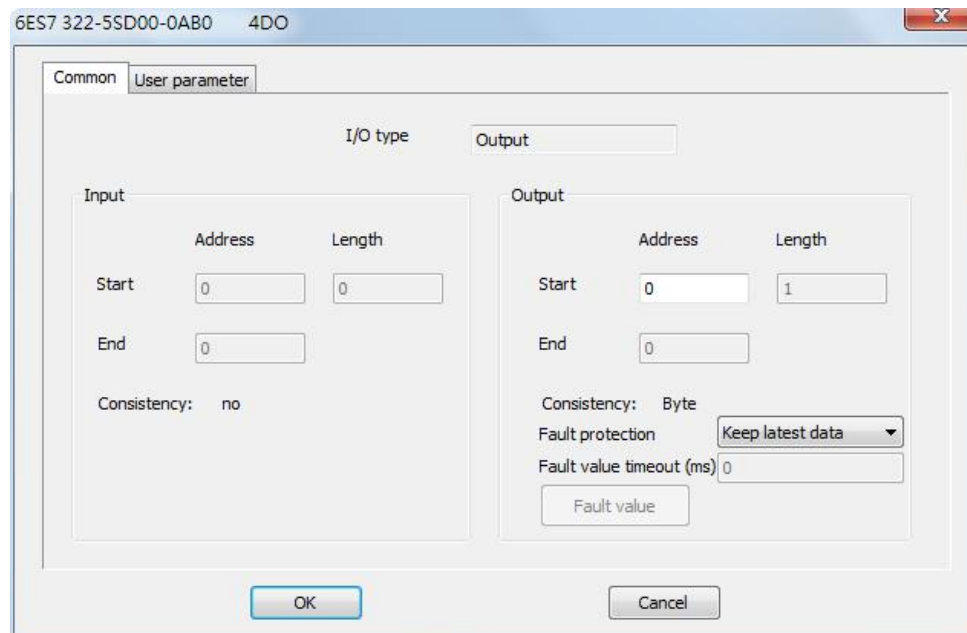 6ES7 322-5SD00-0AB0 4DO
X
Common User parameter
I/O type Output
Input
Address Length
Start 0 0
End 0
Consistency: no
Output
Address Length
Start 0 1
End 0
Consistency: Byte
Fault protection Keep latest data
Fault value timeout (ms) 0
Fault value
OK Cancel